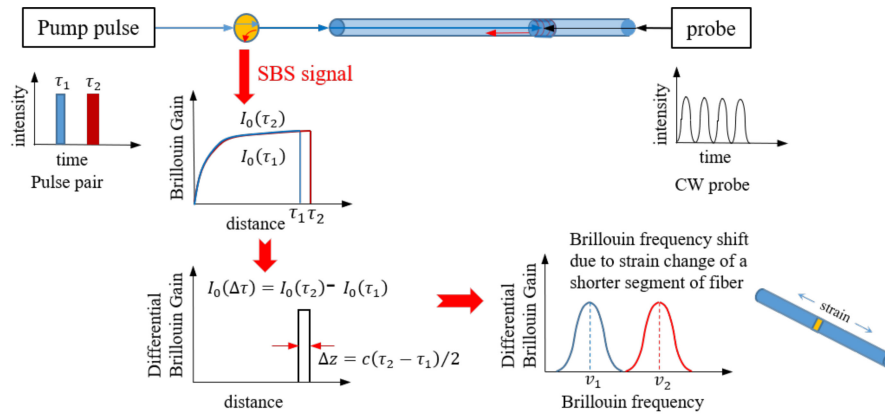 Pump pulse
probe
SBS signal
τ₁ τ₂
intensity
time
Pulse pair
I₀(τ₂)
I₀(τ₁)
Brillouin Gain
distance
τ₁τ₂
intensity
time
CW probe
I₀(Δτ) = I₀(τ₂)− I₀(τ₁)
Differential
Brillouin Gain
Δz = c(τ₂ − τ₁)/2
distance
Brillouin frequency shift
due to strain change of a
shorter segment of fiber
Differential
Brillouin Gain
ν₁ ν₂
Brillouin frequency
strain